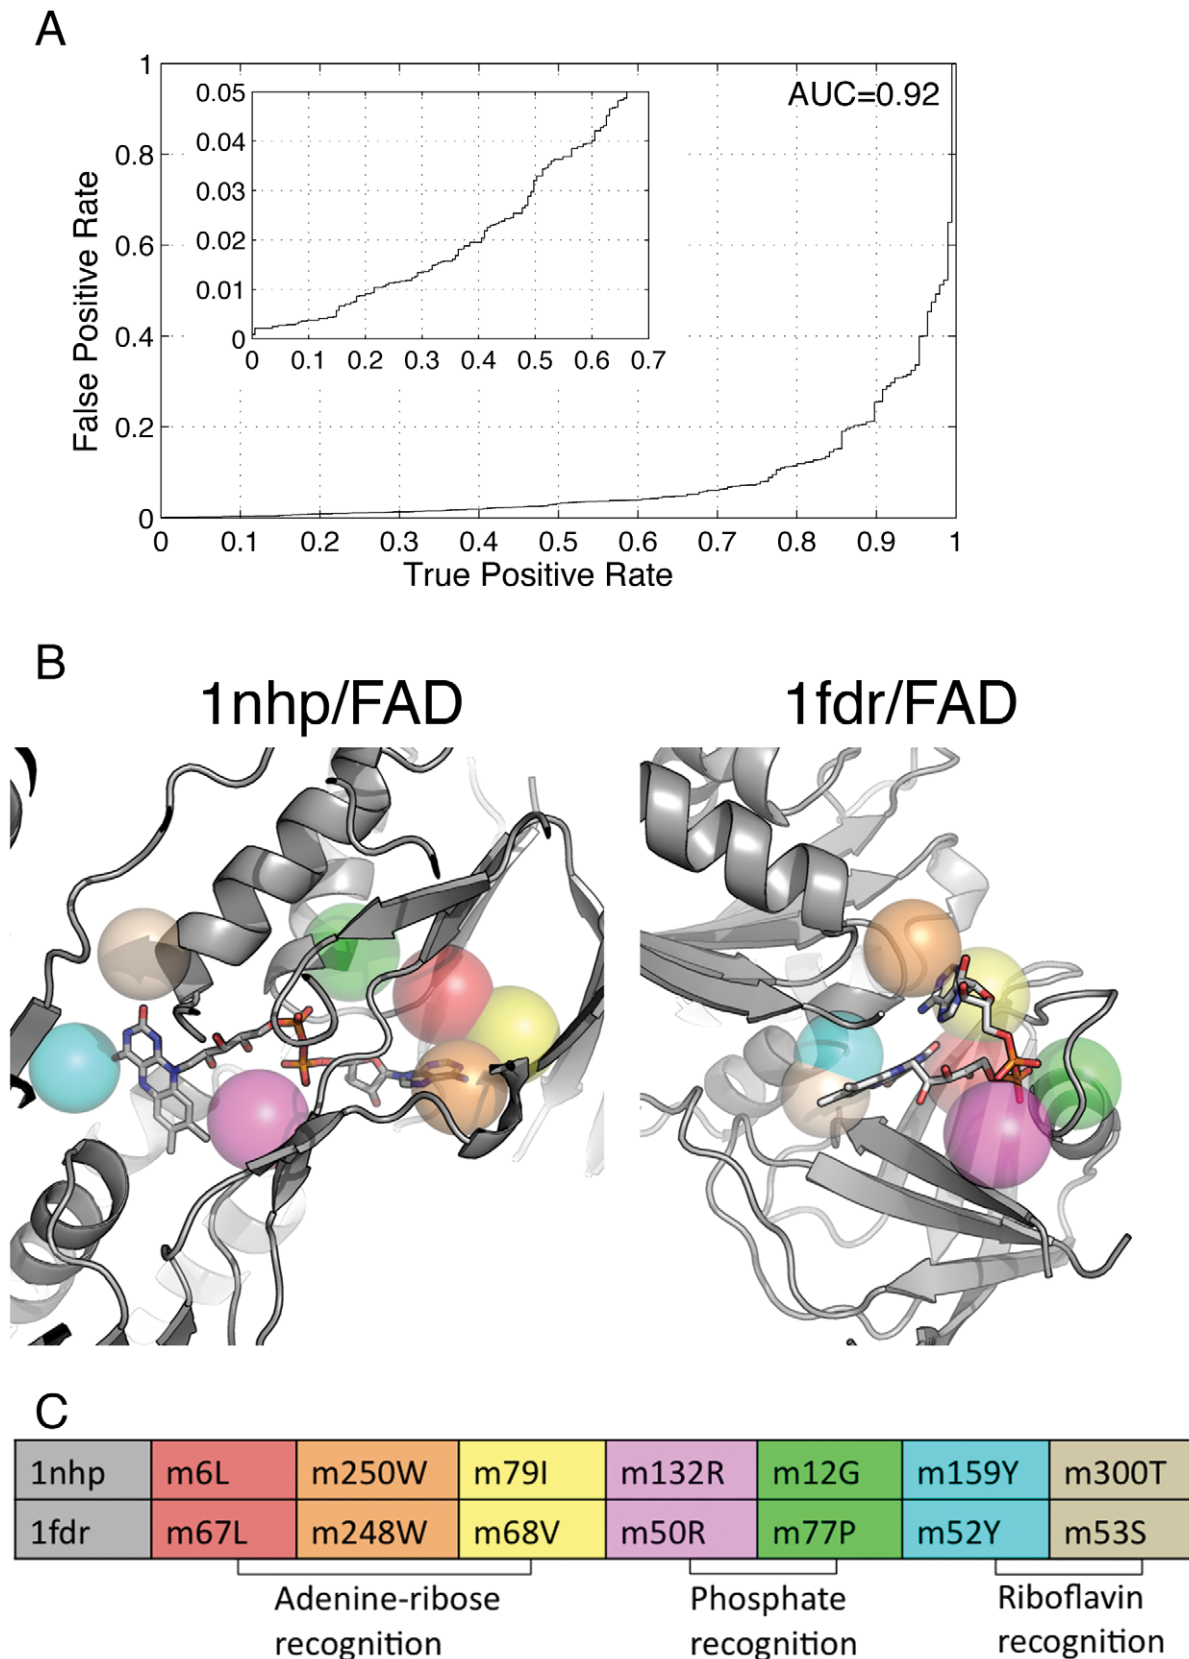 A
1
0.8
0.6
0.4
0.2
0
False Positive Rate
AUC=0.92
0.05
0.04
0.03
0.02
0.01
0
0 0.1 0.2 0.3 0.4 0.5 0.6 0.7
0 0.1 0.2 0.3 0.4 0.5 0.6 0.7 0.8 0.9 1
True Positive Rate
B
1nhp/FAD 1fdr/FAD
C
1nhp m6L m250W m79I m132R m12G m159Y m300T
1fdr m67L m248W m68V m50R m77P m52Y m53S
Adenine-ribose Phosphate Riboflavin
recognition recognition recognition